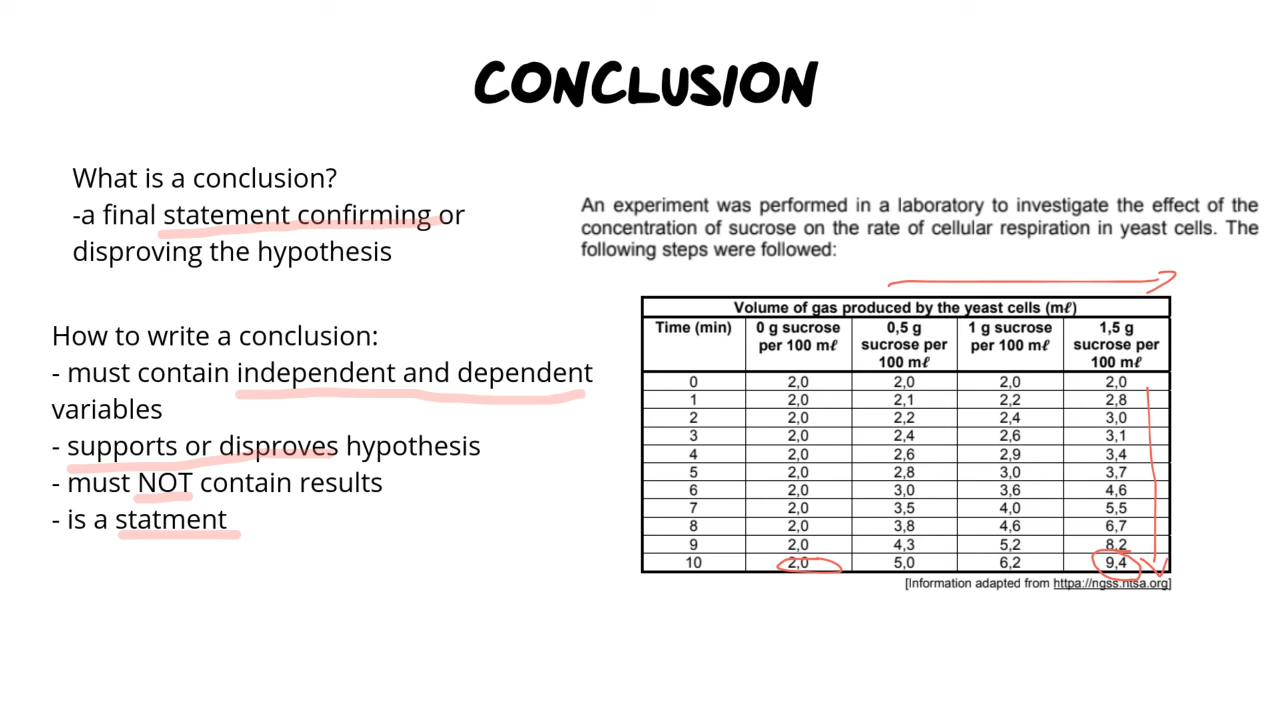 CONCLUSION
What is a conclusion?
-a final statement confirming or
disproving the hypothesis
How to write a conclusion:
- must contain independent and dependent
variables
- supports or disproves hypothesis
- must NOT contain results
- is a statment
An experiment was performed in a laboratory to investigate the effect of the
concentration of sucrose on the rate of cellular respiration in yeast cells. The
following steps were followed:
Volume of gas produced by the yeast cells (mℓ)
Time (min) 0 g sucrose per 100 mℓ 0,5 g sucrose per 100 mℓ 1 g sucrose per 100 mℓ 1,5 g sucrose per 100 mℓ
0 2,0 2,0 2,0 2,0
1 2,0 2,1 2,2 2,8
2 2,0 2,2 2,4 3,0
3 2,0 2,4 2,6 3,1
4 2,0 2,6 2,9 3,4
5 2,0 2,8 3,0 3,7
6 2,0 3,0 3,6 4,6
7 2,0 3,5 4,0 5,5
8 2,0 3,8 4,6 6,7
9 2,0 4,3 5,2 8,2
10 2,0 5,0 6,2 9,4
[Information adapted from httpa://ngss.ntsa.org]